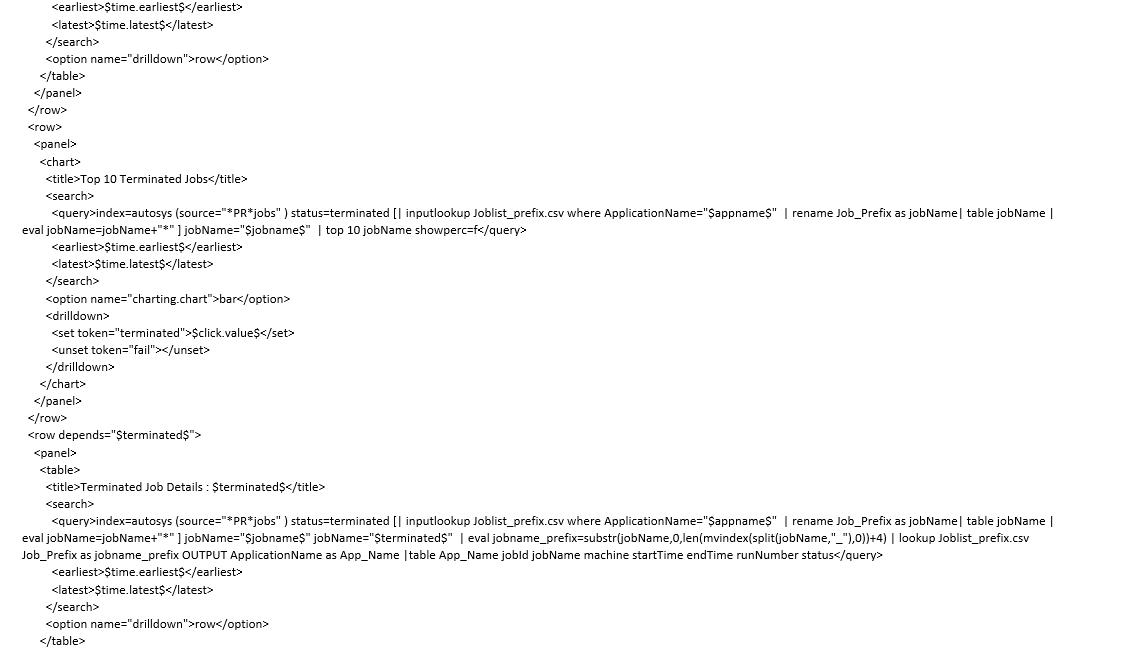 <earliest>$time.earliest$</earliest>
<latest>$time.latest$</latest>
</search>
<option name="drilldown">row</option>
</table>
</panel>
</row>
<row>
<panel>
<chart>
<title>Top 10 Terminated Jobs</title>
<search>
<query>index=autosys (source="*PR*jobs" ) status=terminated [| inputlookup Joblist_prefix.csv where ApplicationName="$appname$"  | rename Job_Prefix as jobName| table jobName |
eval jobName=jobName+"*" ] jobName="$jobname$"  | top 10 jobName showperc=f</query>
<earliest>$time.earliest$</earliest>
<latest>$time.latest$</latest>
</search>
<option name="charting.chart">bar</option>
<drilldown>
<set token="terminated">$click.value$</set>
<unset token="fail"></unset>
</drilldown>
</chart>
</panel>
</row>
<row depends="$terminated$">
<panel>
<table>
<title>Terminated Job Details : $terminated$</title>
<search>
<query>index=autosys (source="*PR*jobs" ) status=terminated [| inputlookup Joblist_prefix.csv where ApplicationName="$appname$"  | rename Job_Prefix as jobName| table jobName |
eval jobName=jobName+"*" ] jobName="$jobname$" jobName="$terminated$"  | eval jobname_prefix=substr(jobName,0,len(mvindex(split(jobName,"_"),0))+4) | lookup Joblist_prefix.csv
Job_Prefix as jobname_prefix OUTPUT ApplicationName as App_Name |table App_Name jobId jobName machine startTime endTime runNumber status</query>
<earliest>$time.earliest$</earliest>
<latest>$time.latest$</latest>
</search>
<option name="drilldown">row</option>
</table>